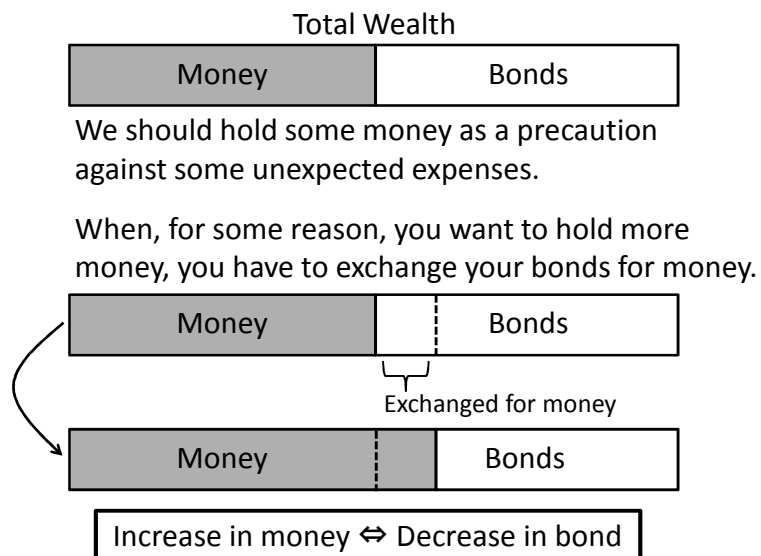 Total Wealth
Money Bonds
We should hold some money as a precaution
against some unexpected expenses.
When, for some reason, you want to hold more
money, you have to exchange your bonds for money.
Money Bonds
Exchanged for money
Money Bonds
Increase in money ⇔ Decrease in bond